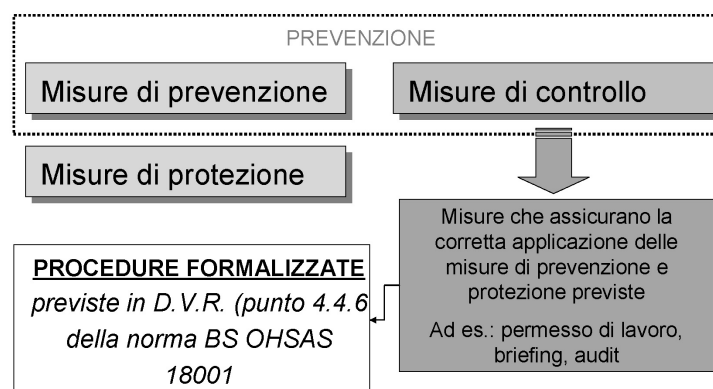 PREVENZIONE
Misure di prevenzione
Misure di controllo
Misure di protezione
Misure che assicurano la
corretta applicazione delle
misure di prevenzione e
protezione previste
Ad es.: permesso di lavoro,
briefing, audit
PROCEDURE FORMALIZZATE
previste in D.V.R. (punto 4.4.6
della norma BS OHSAS
18001